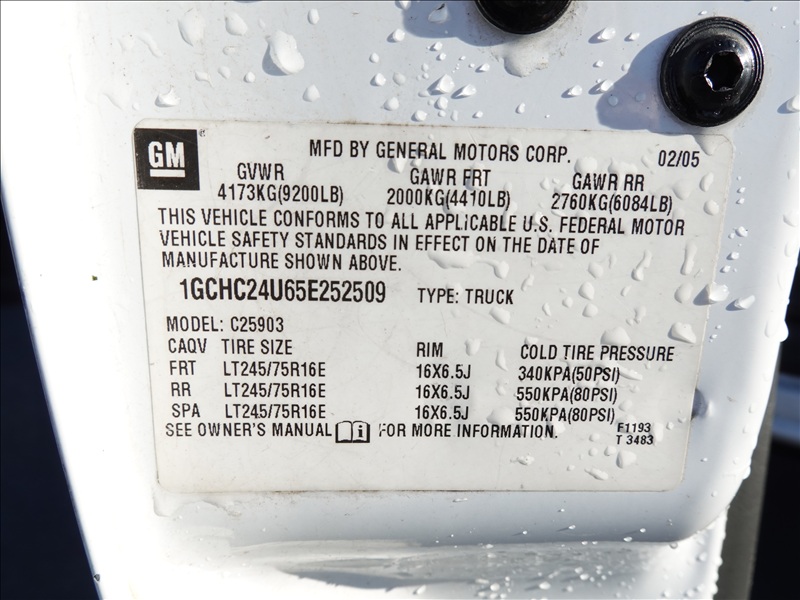 GM MFD BY GENERAL MOTORS CORP. 02/05
GVWR GAWR FRT GAWR RR
4173KG(9200LB) 2000KG(4410LB) 2760KG(6084LB)
THIS VEHICLE CONFORMS TO ALL APPLICABLE U.S. FEDERAL MOTOR
VEHICLE SAFETY STANDARDS IN EFFECT ON THE DATE OF
MANUFACTURE SHOWN ABOVE.
1GCHC24U65E252509 TYPE: TRUCK
MODEL: C25903
CAQV TIRE SIZE RIM COLD TIRE PRESSURE
FRT LT245/75R16E 16X6.5J 340KPA(50PSI)
RR LT245/75R16E 16X6.5J 550KPA(80PSI)
SPA LT245/75R16E 16X6.5J 550KPA(80PSI)
SEE OWNER'S MANUAL i FOR MORE INFORMATION. F1193
T 3483